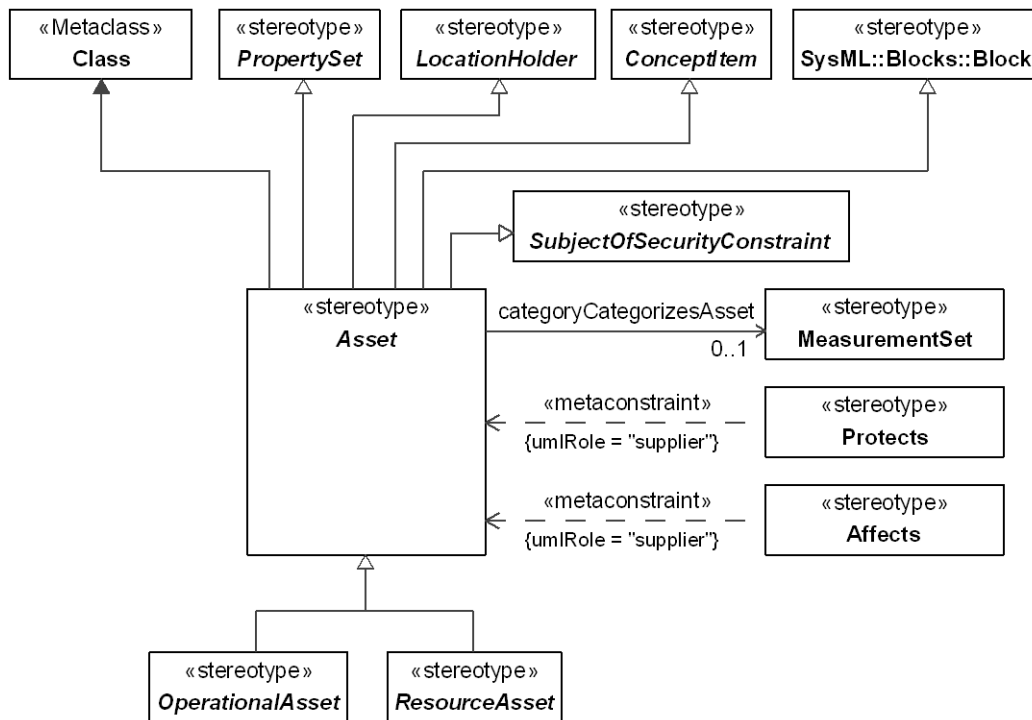 «Metaclass»
Class
«stereotype»
PropertySet
«stereotype»
LocationHolder
«stereotype»
ConceptItem
«stereotype»
SysML::Blocks::Block
«stereotype»
SubjectOfSecurityConstraint
«stereotype»
Asset
categoryCategorizesAsset
0..1
«stereotype»
MeasurementSet
«metaconstraint»
{umlRole = "supplier"}
«stereotype»
Protects
«metaconstraint»
{umlRole = "supplier"}
«stereotype»
Affects
«stereotype»
OperationalAsset
«stereotype»
ResourceAsset